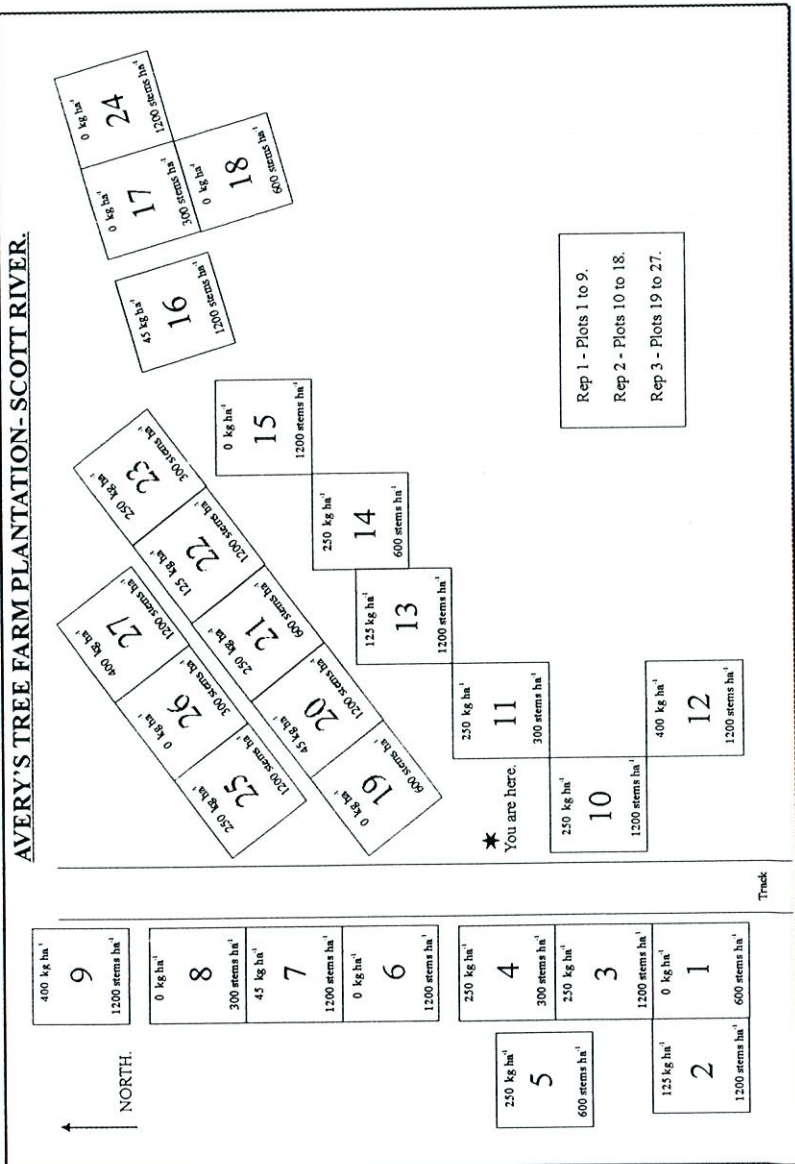 AVERY'S TREE FARM PLANTATION- SCOTT RIVER.
NORTH.
400 kg ha⁻¹
9
1200 stems ha⁻¹
0 kg ha⁻¹
8
300 stems ha⁻¹
45 kg ha⁻¹
7
1200 stems ha⁻¹
0 kg ha⁻¹
6
1200 stems ha⁻¹
250 kg ha⁻¹
4
300 stems ha⁻¹
250 kg ha⁻¹
3
1200 stems ha⁻¹
0 kg ha⁻¹
1
600 stems ha⁻¹
250 kg ha⁻¹
5
600 stems ha⁻¹
125 kg ha⁻¹
2
1200 stems ha⁻¹
Track
You are here.
250 kg ha⁻¹
10
1200 stems ha⁻¹
250 kg ha⁻¹
11
300 stems ha⁻¹
400 kg ha⁻¹
12
1200 stems ha⁻¹
125 kg ha⁻¹
13
1200 stems ha⁻¹
250 kg ha⁻¹
14
600 stems ha⁻¹
0 kg ha⁻¹
15
1200 stems ha⁻¹
45 kg ha⁻¹
16
1200 stems ha⁻¹
0 kg ha⁻¹
17
300 stems ha⁻¹
0 kg ha⁻¹
18
600 stems ha⁻¹
0 kg ha⁻¹
19
600 stems ha⁻¹
45 kg ha⁻¹
20
1200 stems ha⁻¹
250 kg ha⁻¹
21
600 stems ha⁻¹
125 kg ha⁻¹
22
1200 stems ha⁻¹
250 kg ha⁻¹
23
300 stems ha⁻¹
0 kg ha⁻¹
24
1200 stems ha⁻¹
250 kg ha⁻¹
25
1200 stems ha⁻¹
0 kg ha⁻¹
26
300 stems ha⁻¹
400 kg ha⁻¹
27
1200 stems ha⁻¹
Rep 1 - Plots 1 to 9.
Rep 2 - Plots 10 to 18.
Rep 3 - Plots 19 to 27.